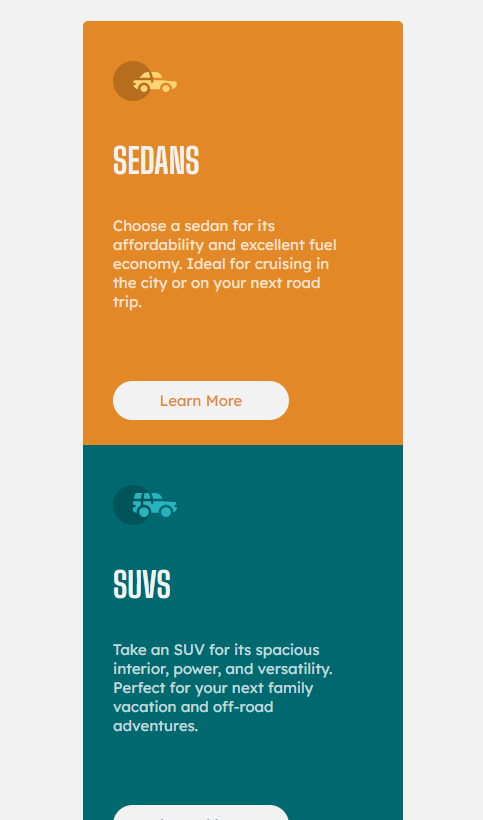 SEDANS
Choose a sedan for its
affordability and excellent fuel
economy. Ideal for cruising in
the city or on your next road
trip.
Learn More
SUVS
Take an SUV for its spacious
interior, power, and versatility.
Perfect for your next family
vacation and off-road
adventures.